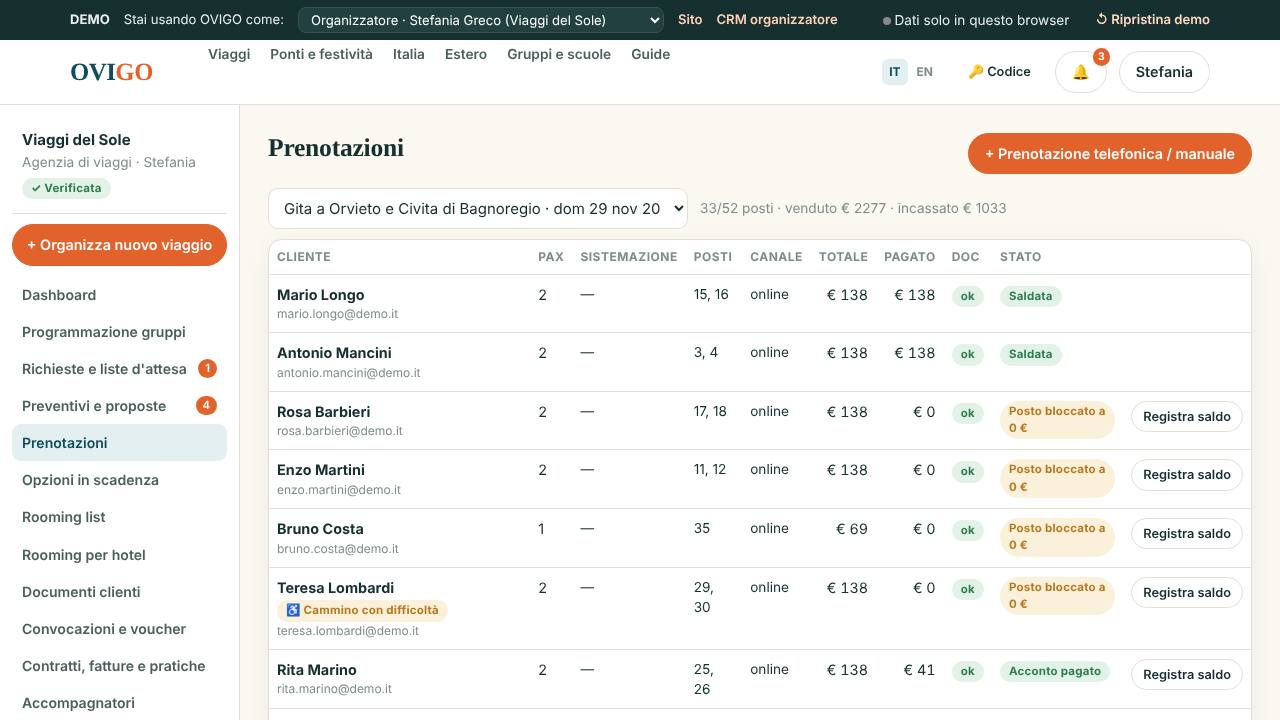 DEMO Stai usando OVIGO come: Organizzatore · Stefania Greco (Viaggi del Sole) Sito CRM organizzatore Dati solo in questo browser Ripristina demo
OVIGO Viaggi Ponti e festività Italia Estero Gruppi e scuole Guide IT EN Codice 3 Stefania
Viaggi del Sole
Agenzia di viaggi · Stefania
✓ Verificata
+ Organizza nuovo viaggio
Dashboard
Programmazione gruppi
Richieste e liste d'attesa 1
Preventivi e proposte 4
Prenotazioni
Opzioni in scadenza
Rooming list
Rooming per hotel
Documenti clienti
Convocazioni e voucher
Contratti, fatture e pratiche
Accompagnatori
Prenotazioni
+ Prenotazione telefonica / manuale
Gita a Orvieto e Civita di Bagnoregio · dom 29 nov 20 33/52 posti · venduto € 2277 · incassato € 1033
CLIENTE PAX SISTEMAZIONE POSTI CANALE TOTALE PAGATO DOC STATO
Mario Longo 2 — 15, 16 online € 138 € 138 ok Saldata
mario.longo@demo.it
Antonio Mancini 2 — 3, 4 online € 138 € 138 ok Saldata
antonio.mancini@demo.it
Rosa Barbieri 2 — 17, 18 online € 138 € 0 ok Posto bloccato a Registra saldo
rosa.barbieri@demo.it 0 €
Enzo Martini 2 — 11, 12 online € 138 € 0 ok Posto bloccato a Registra saldo
enzo.martini@demo.it 0 €
Bruno Costa 1 — 35 online € 69 € 0 ok Posto bloccato a Registra saldo
bruno.costa@demo.it 0 €
Teresa Lombardi 2 — 29, online € 138 € 0 ok Posto bloccato a Registra saldo
♿ Cammino con difficoltà 30 0 €
teresa.lombardi@demo.it
Rita Marino 2 — 25, online € 138 € 41 ok Acconto pagato Registra saldo
rita.marino@demo.it 26